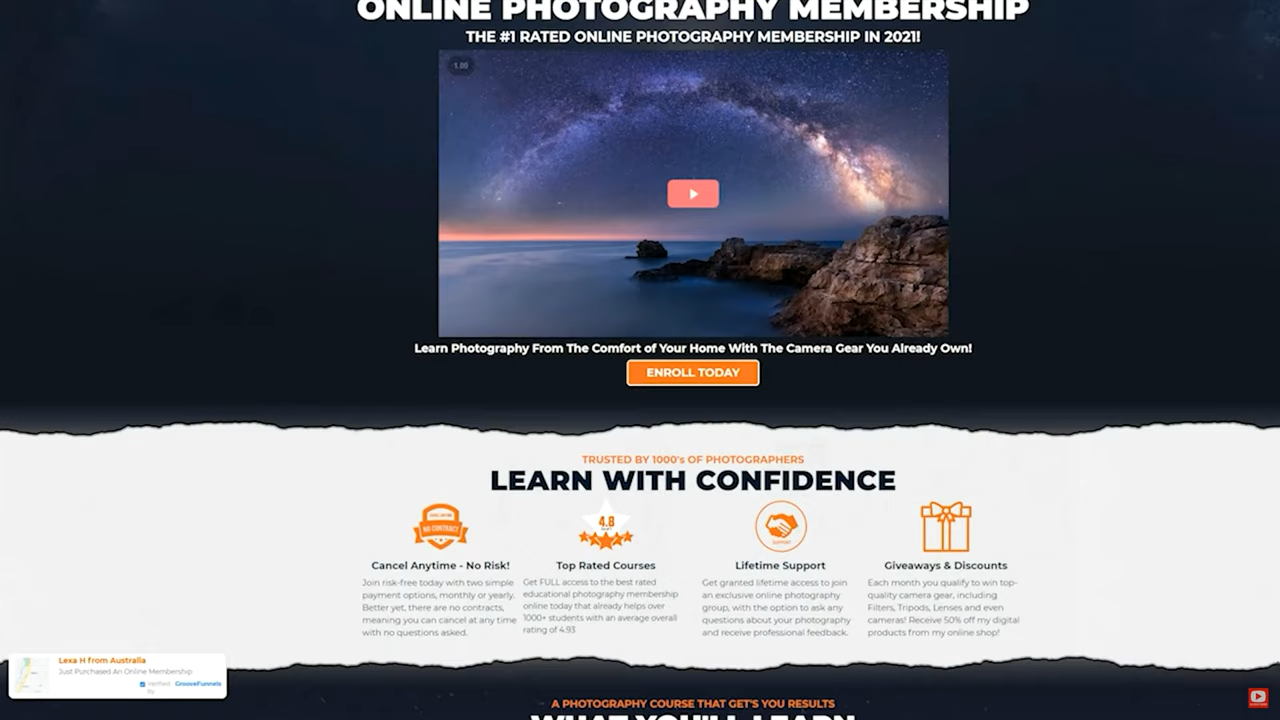 ONLINE PHOTOGRAPHY MEMBERSHIP
THE #1 RATED ONLINE PHOTOGRAPHY MEMBERSHIP IN 2021!
1.00
Learn Photography From The Comfort of Your Home With The Camera Gear You Already Own!
ENROLL TODAY
TRUSTED BY 1000's OF PHOTOGRAPHERS
LEARN WITH CONFIDENCE
NO CONTRACT
4.8
SUPPORT
Cancel Anytime - No Risk!
Join risk-free today with two simple
payment options, monthly or yearly.
Better yet, there are no contracts,
meaning you can cancel at any time
with no questions asked.
Top Rated Courses
Get FULL access to the best rated
educational photography membership
online today that already helps over
1000+ students with an average overall
rating of 4.93
Lifetime Support
Get granted lifetime access to join
an exclusive online photography
group, with the option to ask any
questions about your photography
and receive professional feedback.
Giveaways & Discounts
Each month you qualify to win top-
quality camera gear, including
Filters, Tripods, Lenses and even
cameras! Receive 50% off my digital
products from my online shop!
Lexa H from Australia
Just Purchased An Online Membership
Verified
by
GrooveFunnels
A PHOTOGRAPHY COURSE THAT GET'S YOU RESULTS
WHAT YOU'LL LEARN